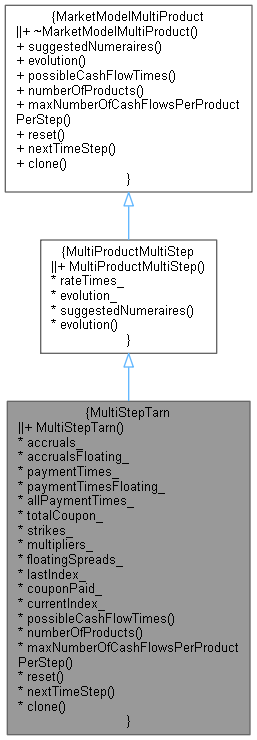 {MarketModelMultiProduct
||+ ~MarketModelMultiProduct()
+ suggestedNumeraires()
+ evolution()
+ possibleCashFlowTimes()
+ numberOfProducts()
+ maxNumberOfCashFlowsPerProduct
PerStep()
+ reset()
+ nextTimeStep()
+ clone()
}
{MultiProductMultiStep
||+ MultiProductMultiStep()
* rateTimes_
* evolution_
* suggestedNumeraires()
* evolution()
}
{MultiStepTarn
||+ MultiStepTarn()
* accruals_
* accrualsFloating_
* paymentTimes_
* paymentTimesFloating_
* allPaymentTimes_
* totalCoupon_
* strikes_
* multipliers_
* floatingSpreads_
* lastIndex_
* couponPaid_
* currentIndex_
* possibleCashFlowTimes()
* numberOfProducts()
* maxNumberOfCashFlowsPerProduct
PerStep()
* reset()
* nextTimeStep()
* clone()
}